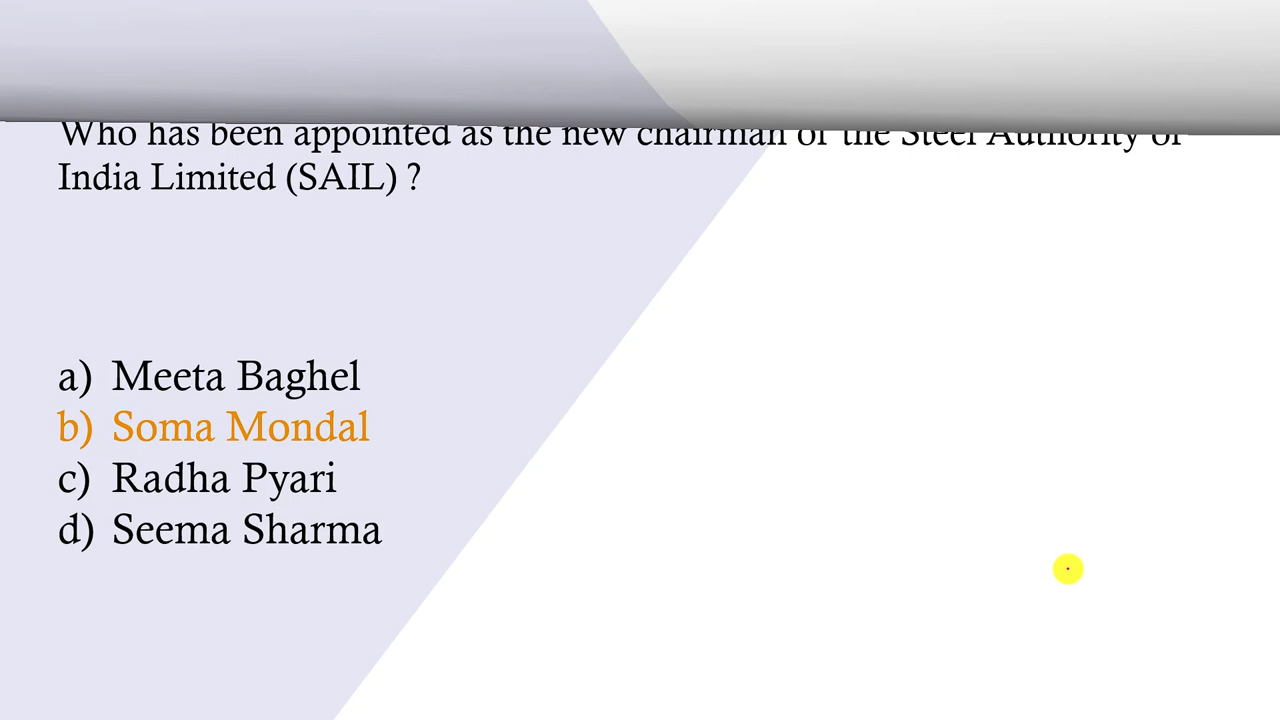 Who has been appointed as the new chairman of the Steel Authority of
India Limited (SAIL) ?
a) Meeta Baghel
b) Soma Mondal
c) Radha Pyari
d) Seema Sharma